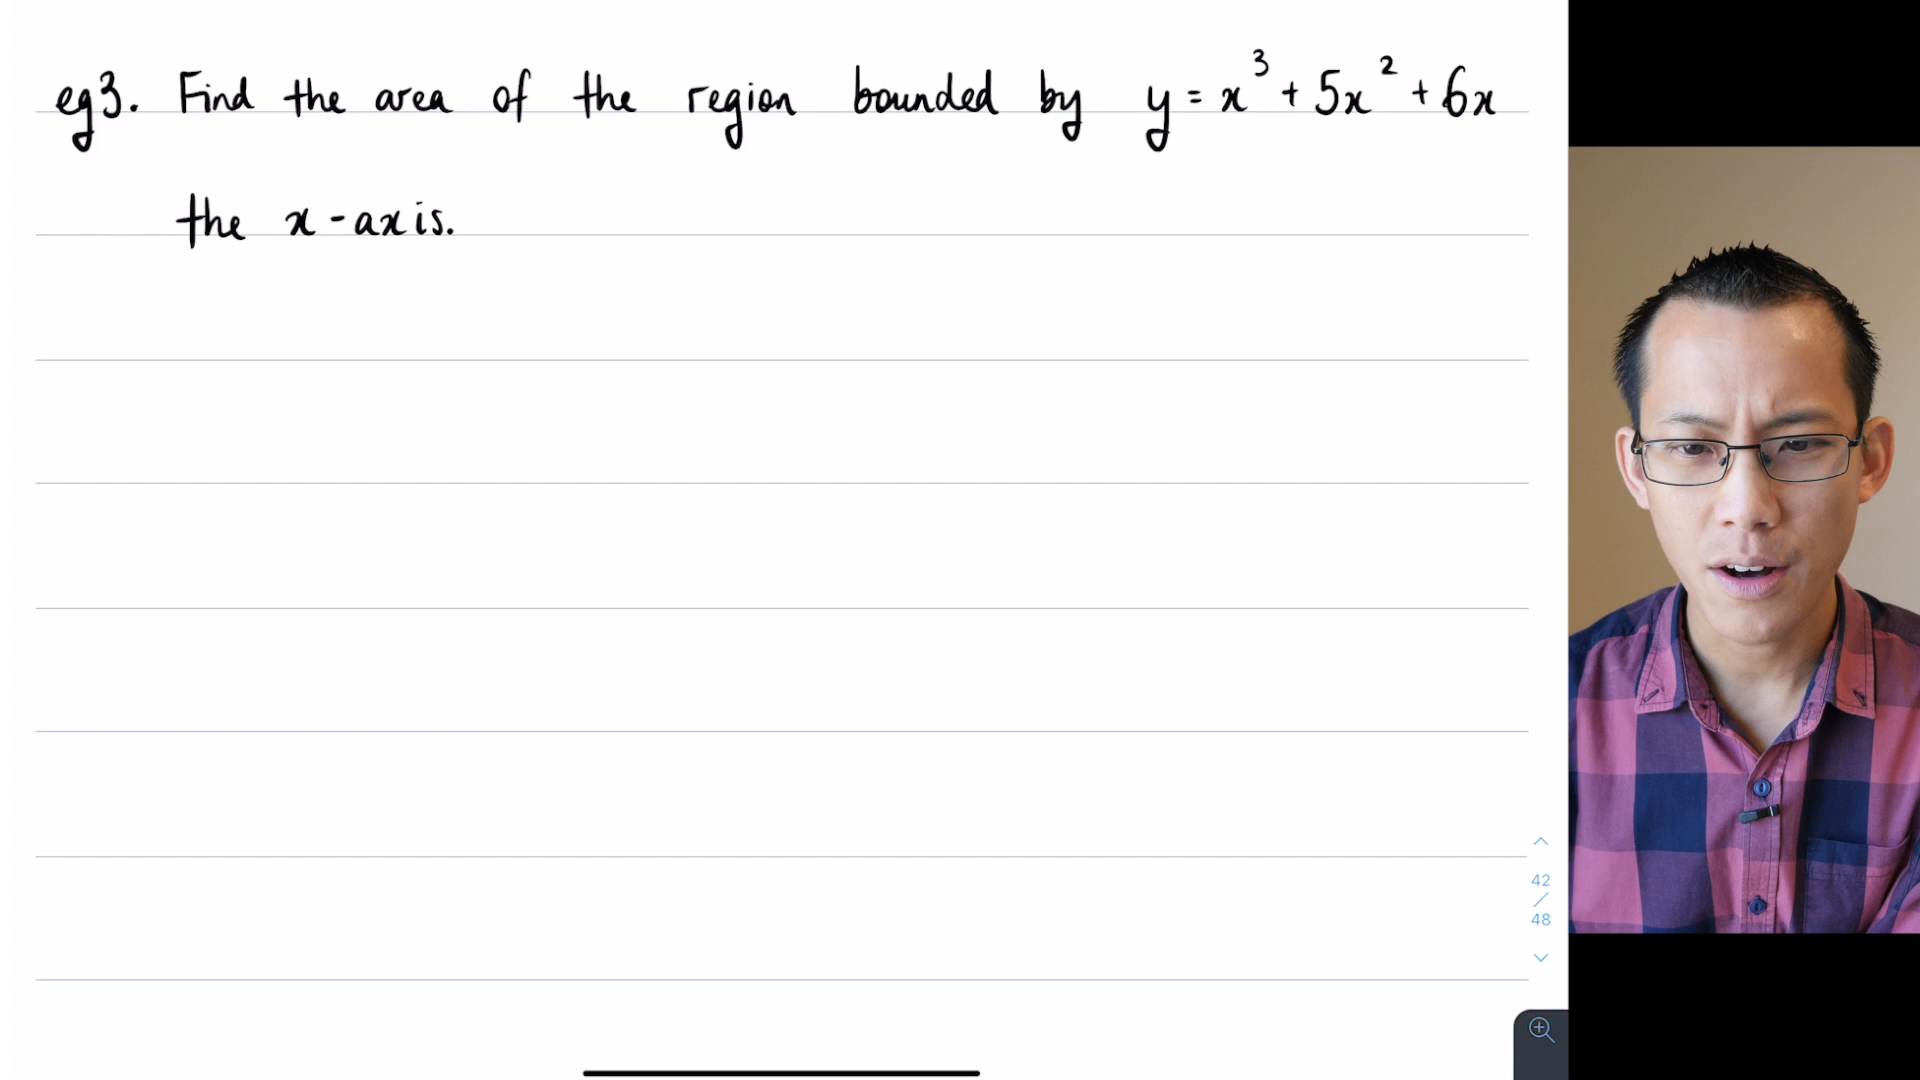 eg3. Find the area of the region bounded by y = x³ + 5x² + 6x
the x-axis.
42
/
48